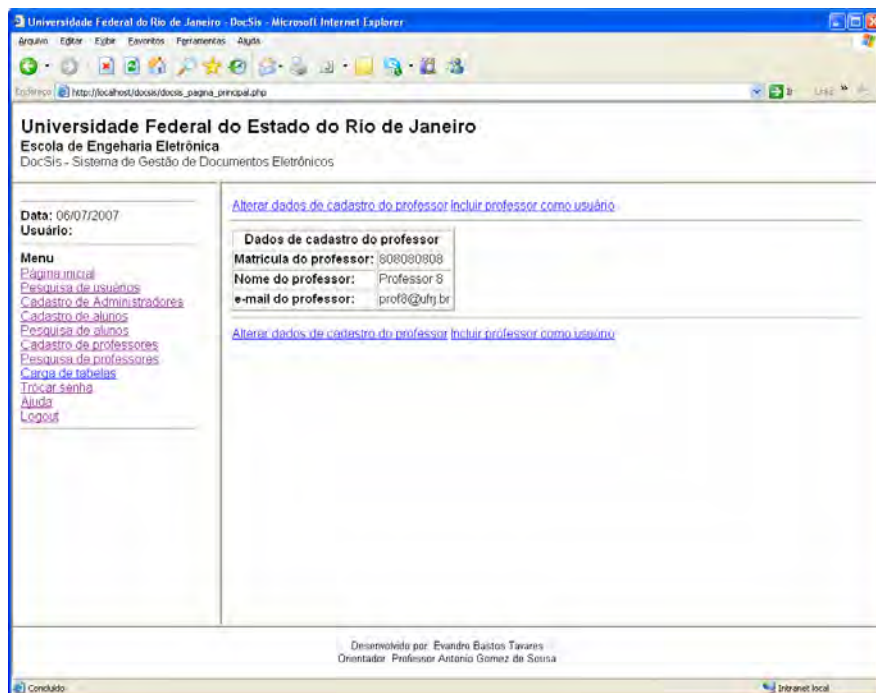 Universidade Federal do Rio de Janeiro - DocSis - Microsoft Internet Explorer
Arquivo Editar Exibir Favoritos Ferramentas Ajuda
Endereço http://localhost/docsis/docsis_pagina_principal.php Ir Links »
Universidade Federal do Estado do Rio de Janeiro
Escola de Engenharia Eletrônica
DocSis - Sistema de Gestão de Documentos Eletrônicos
Data: 06/07/2007
Usuário:
Menu
Página inicial
Pesquisa de usuários
Cadastro de Administradores
Cadastro de alunos
Pesquisa de alunos
Cadastro de professores
Pesquisa de professores
Carga de tabelas
Trocar senha
Ajuda
Logout
Alterar dados de cadastro do professor Incluir professor como usuário
Dados de cadastro do professor
Matricula do professor: 808080808
Nome do professor: Professor 8
e-mail do professor: prof8@ufrj.br
Alterar dados de cadastro do professor Incluir professor como usuário
Desenvolvido por: Evandro Bastos Tavares
Orientador: Professor Antonio Gomez de Sousa
Concluído Intranet local